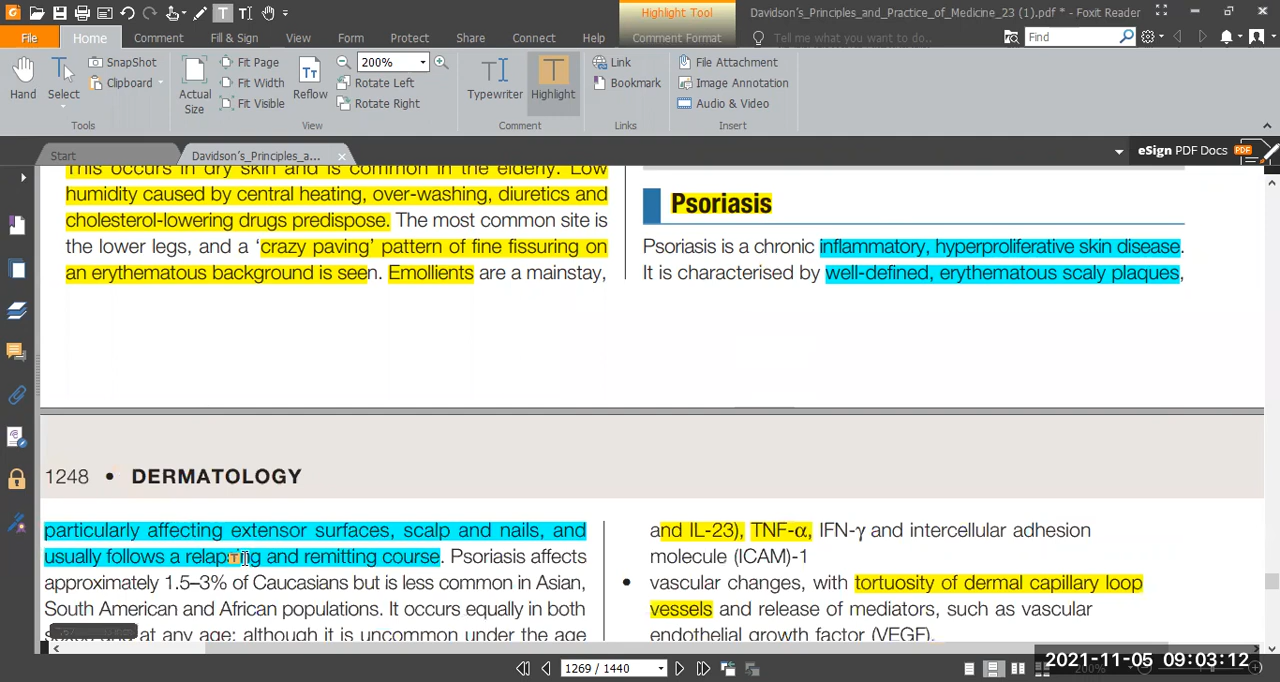 Highlight Tool
Davidson's_Principles_and_Practice_of_Medicine_23 (1).pdf * - Foxit Reader
File
Home
Comment
Fill & Sign
View
Form
Protect
Share
Connect
Help
Comment Format
Tell me what you want to do..
Find
Hand
Select
SnapShot
Clipboard
Actual
Size
Fit Page
Fit Width
Fit Visible
Reflow
200%
Rotate Left
Rotate Right
Typewriter
Highlight
Link
Bookmark
File Attachment
Image Annotation
Audio & Video
Tools
View
Comment
Links
Insert
Start
Davidson's_Principles_a...
eSign PDF Docs
This occurs in dry skin and is common in the elderly. Low
humidity caused by central heating, over-washing, diuretics and
cholesterol-lowering drugs predispose. The most common site is
the lower legs, and a 'crazy paving' pattern of fine fissuring on
an erythematous background is seen. Emollients are a mainstay,
Psoriasis
Psoriasis is a chronic inflammatory, hyperproliferative skin disease.
It is characterised by well-defined, erythematous scaly plaques,
1248 • DERMATOLOGY
particularly affecting extensor surfaces, scalp and nails, and
usually follows a relapsing and remitting course. Psoriasis affects
approximately 1.5–3% of Caucasians but is less common in Asian,
South American and African populations. It occurs equally in both
at any age; although it is uncommon under the age
and IL-23), TNF-α, IFN-γ and intercellular adhesion
molecule (ICAM)-1
• vascular changes, with tortuosity of dermal capillary loop
vessels and release of mediators, such as vascular
endothelial growth factor (VEGF).
1269 / 1440
2021-11-05 09:03:12